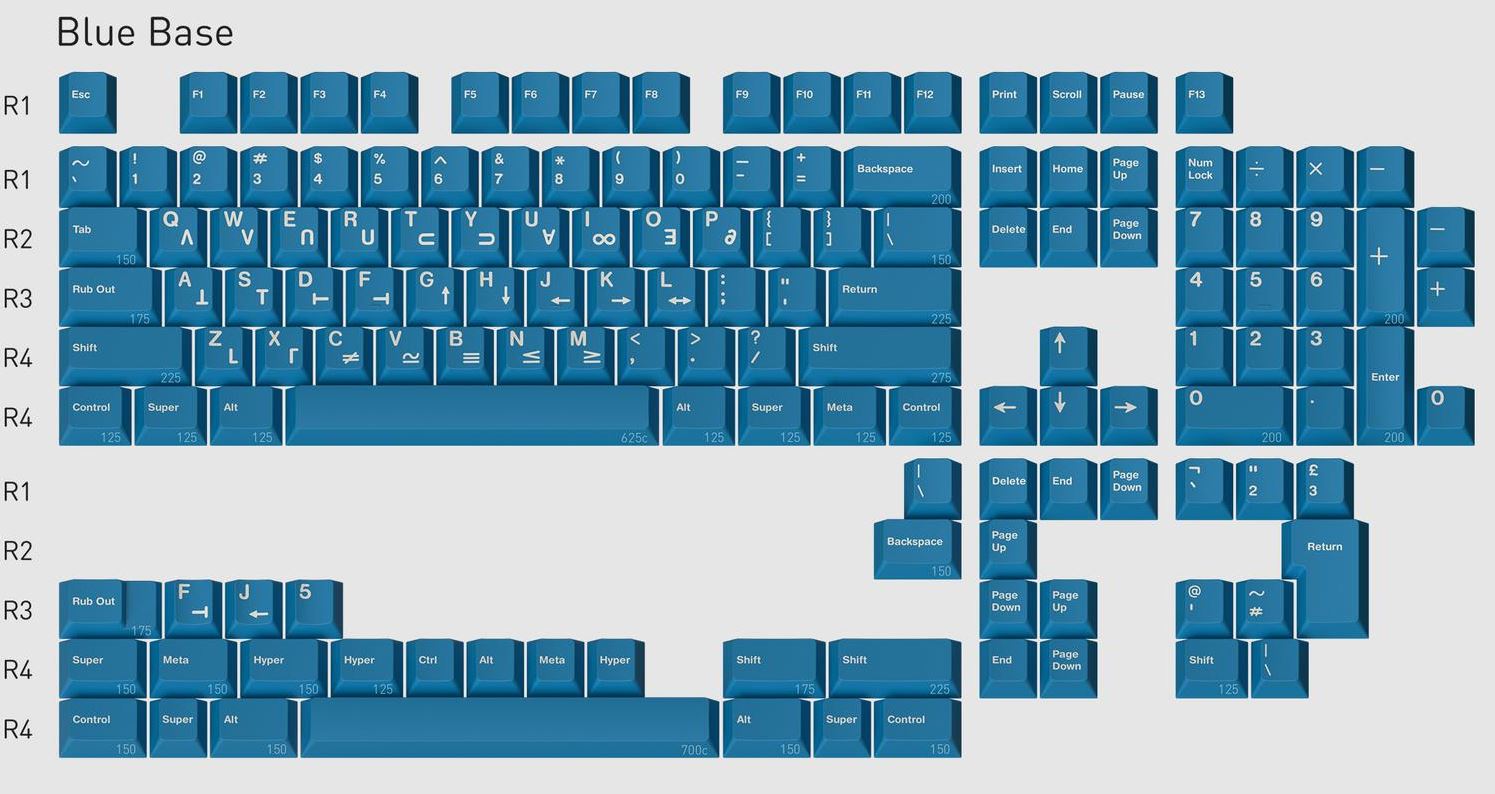 Blue Base
R1 Esc F1 F2 F3 F4 F5 F6 F7 F8 F9 F10 F11 F12 Print Scroll Pause F13
R1 ~ ` ! 1 @ 2 # 3 $ 4 % 5 ^ 6 & 7 * 8 ( 9 ) 0 _ - + = Backspace 200 Insert Home Page Up Num Lock ÷ × −
R2 Tab 150 Q ∧ W ∨ E ∩ R ∪ T ⊂ Y ⊃ U ∀ I ∞ O ∃ P ∂ { [ } ] | \ 150 Delete End Page Down 7 8 9 + 200 −
R3 Rub Out 175 A ⊥ S ⊤ D ⊢ F ⊣ G ↑ H ↓ J ← K → L ↔ : ; " ' Return 225 4 5 6 +
R4 Shift 225 Z L X Γ C ≠ V ≃ B ≡ N ≤ M ≥ < , > . ? / Shift 275 ↑ 1 2 3 Enter 200
R4 Control 125 Super 125 Alt 125 625c Alt 125 Super 125 Meta 125 Control 125 ← ↓ → 0 200 . 0
R1 | \ Delete End Page Down ¬ ` " 2 £ 3
R2 Backspace 150 Page Up Return
R3 Rub Out 175 F ⊣ J ← 5 Page Down Page Up @ ' ~ #
R4 Super 150 Meta 150 Hyper 150 Hyper 125 Ctrl Alt Meta Hyper Shift 175 Shift 225 End Page Down Shift 125 | \
R4 Control 150 Super Alt 150 700c Alt 150 Super Control 150